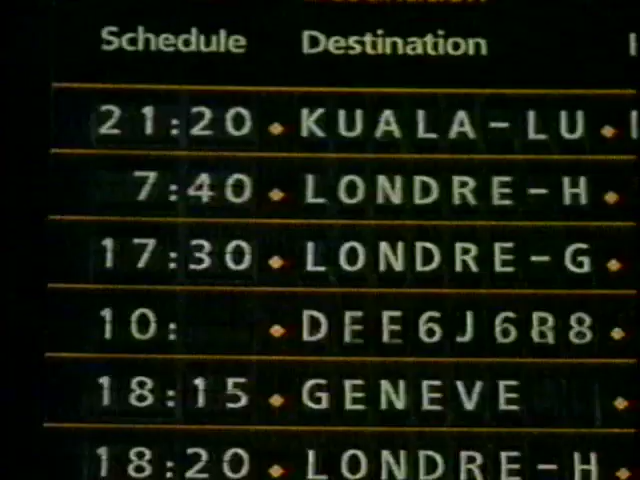 Schedule Destination
21:20 KUALA-LU
7:40 LONDRE-H
17:30 LONDRE-G
10: DEE6J6R8
18:15 GENEVE
18:20 LONDRE-H